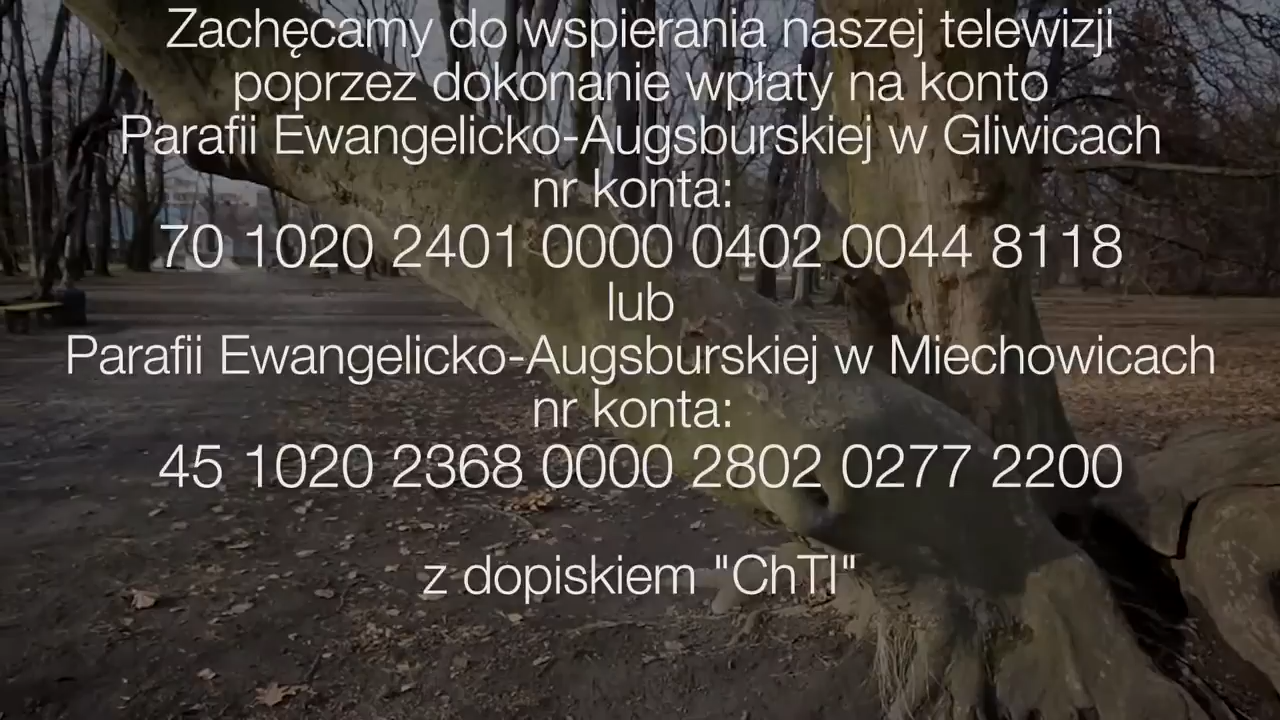 Zachęcamy do wspierania naszej telewizji
poprzez dokonanie wpłaty na konto
Parafii Ewangelicko-Augsburskiej w Gliwicach
nr konta:
70 1020 2401 0000 0402 0044 8118
lub
Parafii Ewangelicko-Augsburskiej w Miechowicach
nr konta:
45 1020 2368 0000 2802 0277 2200
z dopiskiem "ChTI"